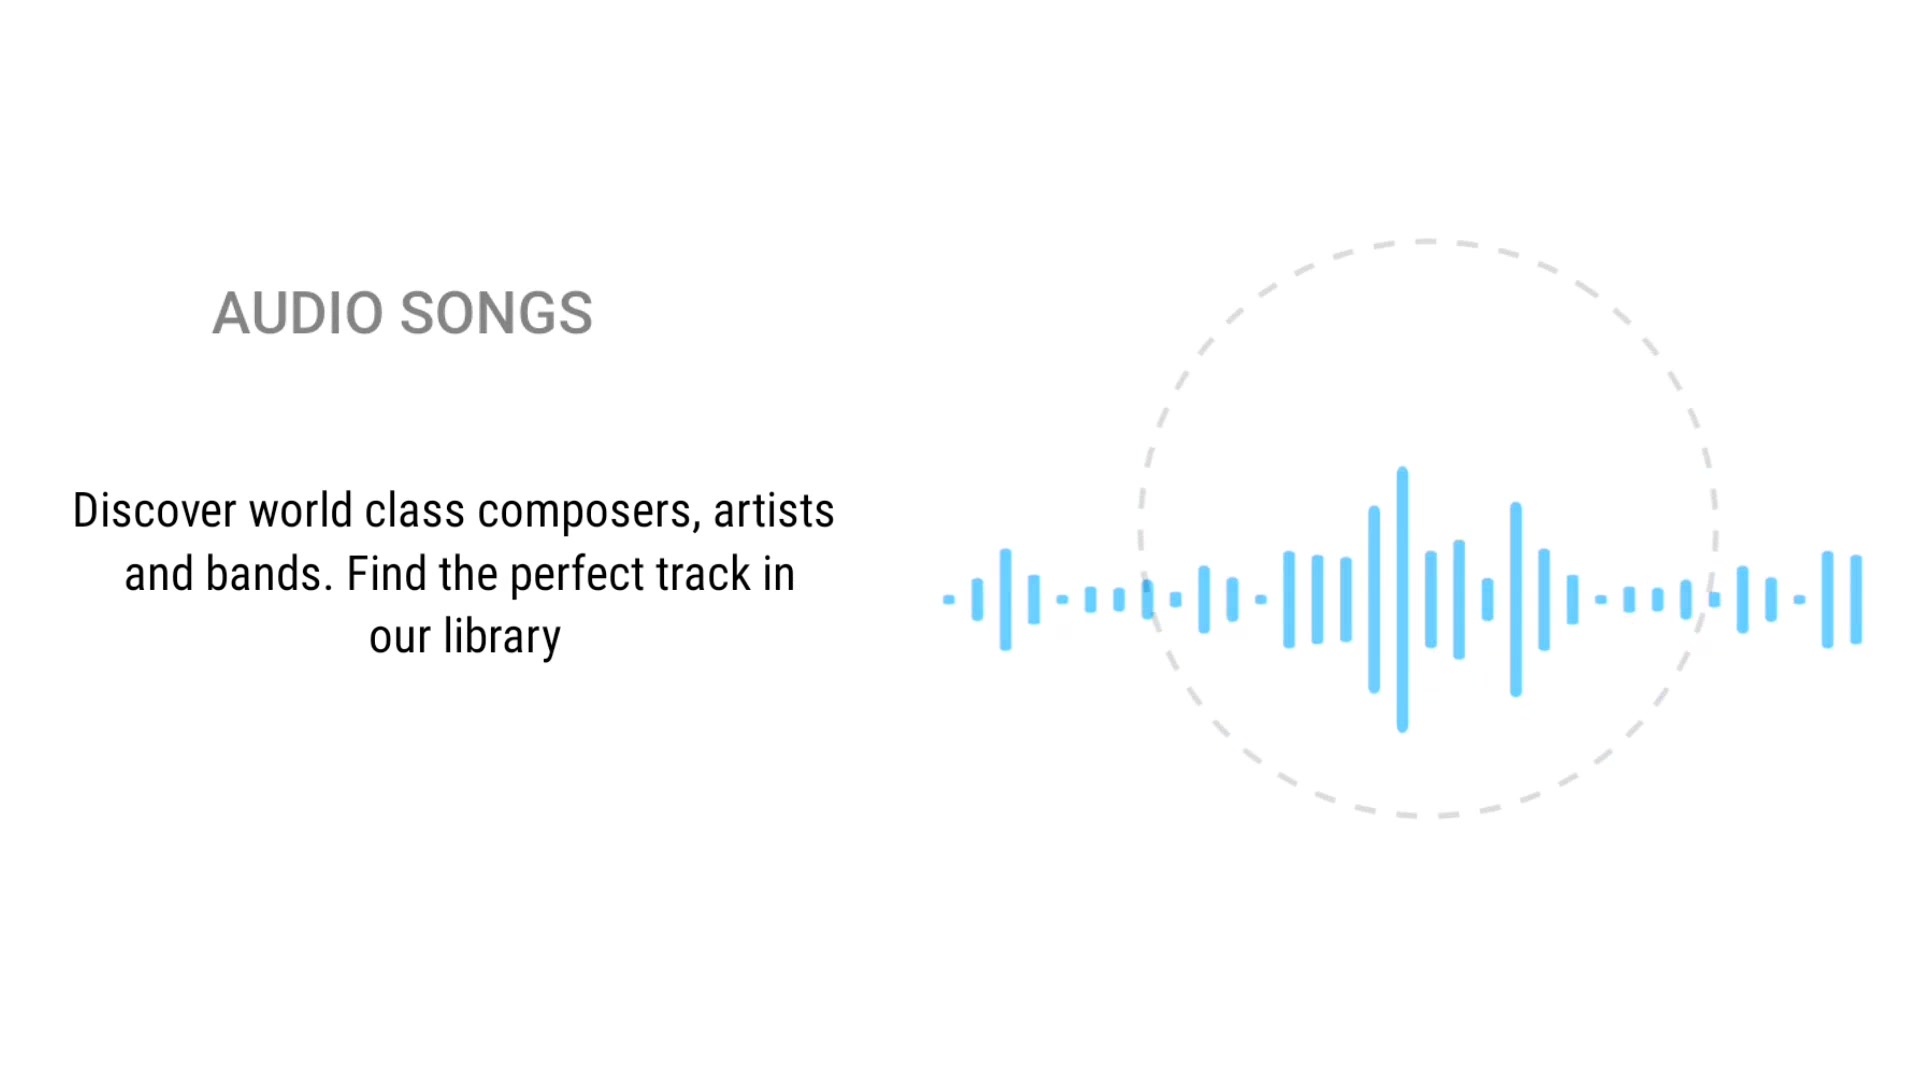 AUDIO SONGS
Discover world class composers, artists
and bands. Find the perfect track in
our library